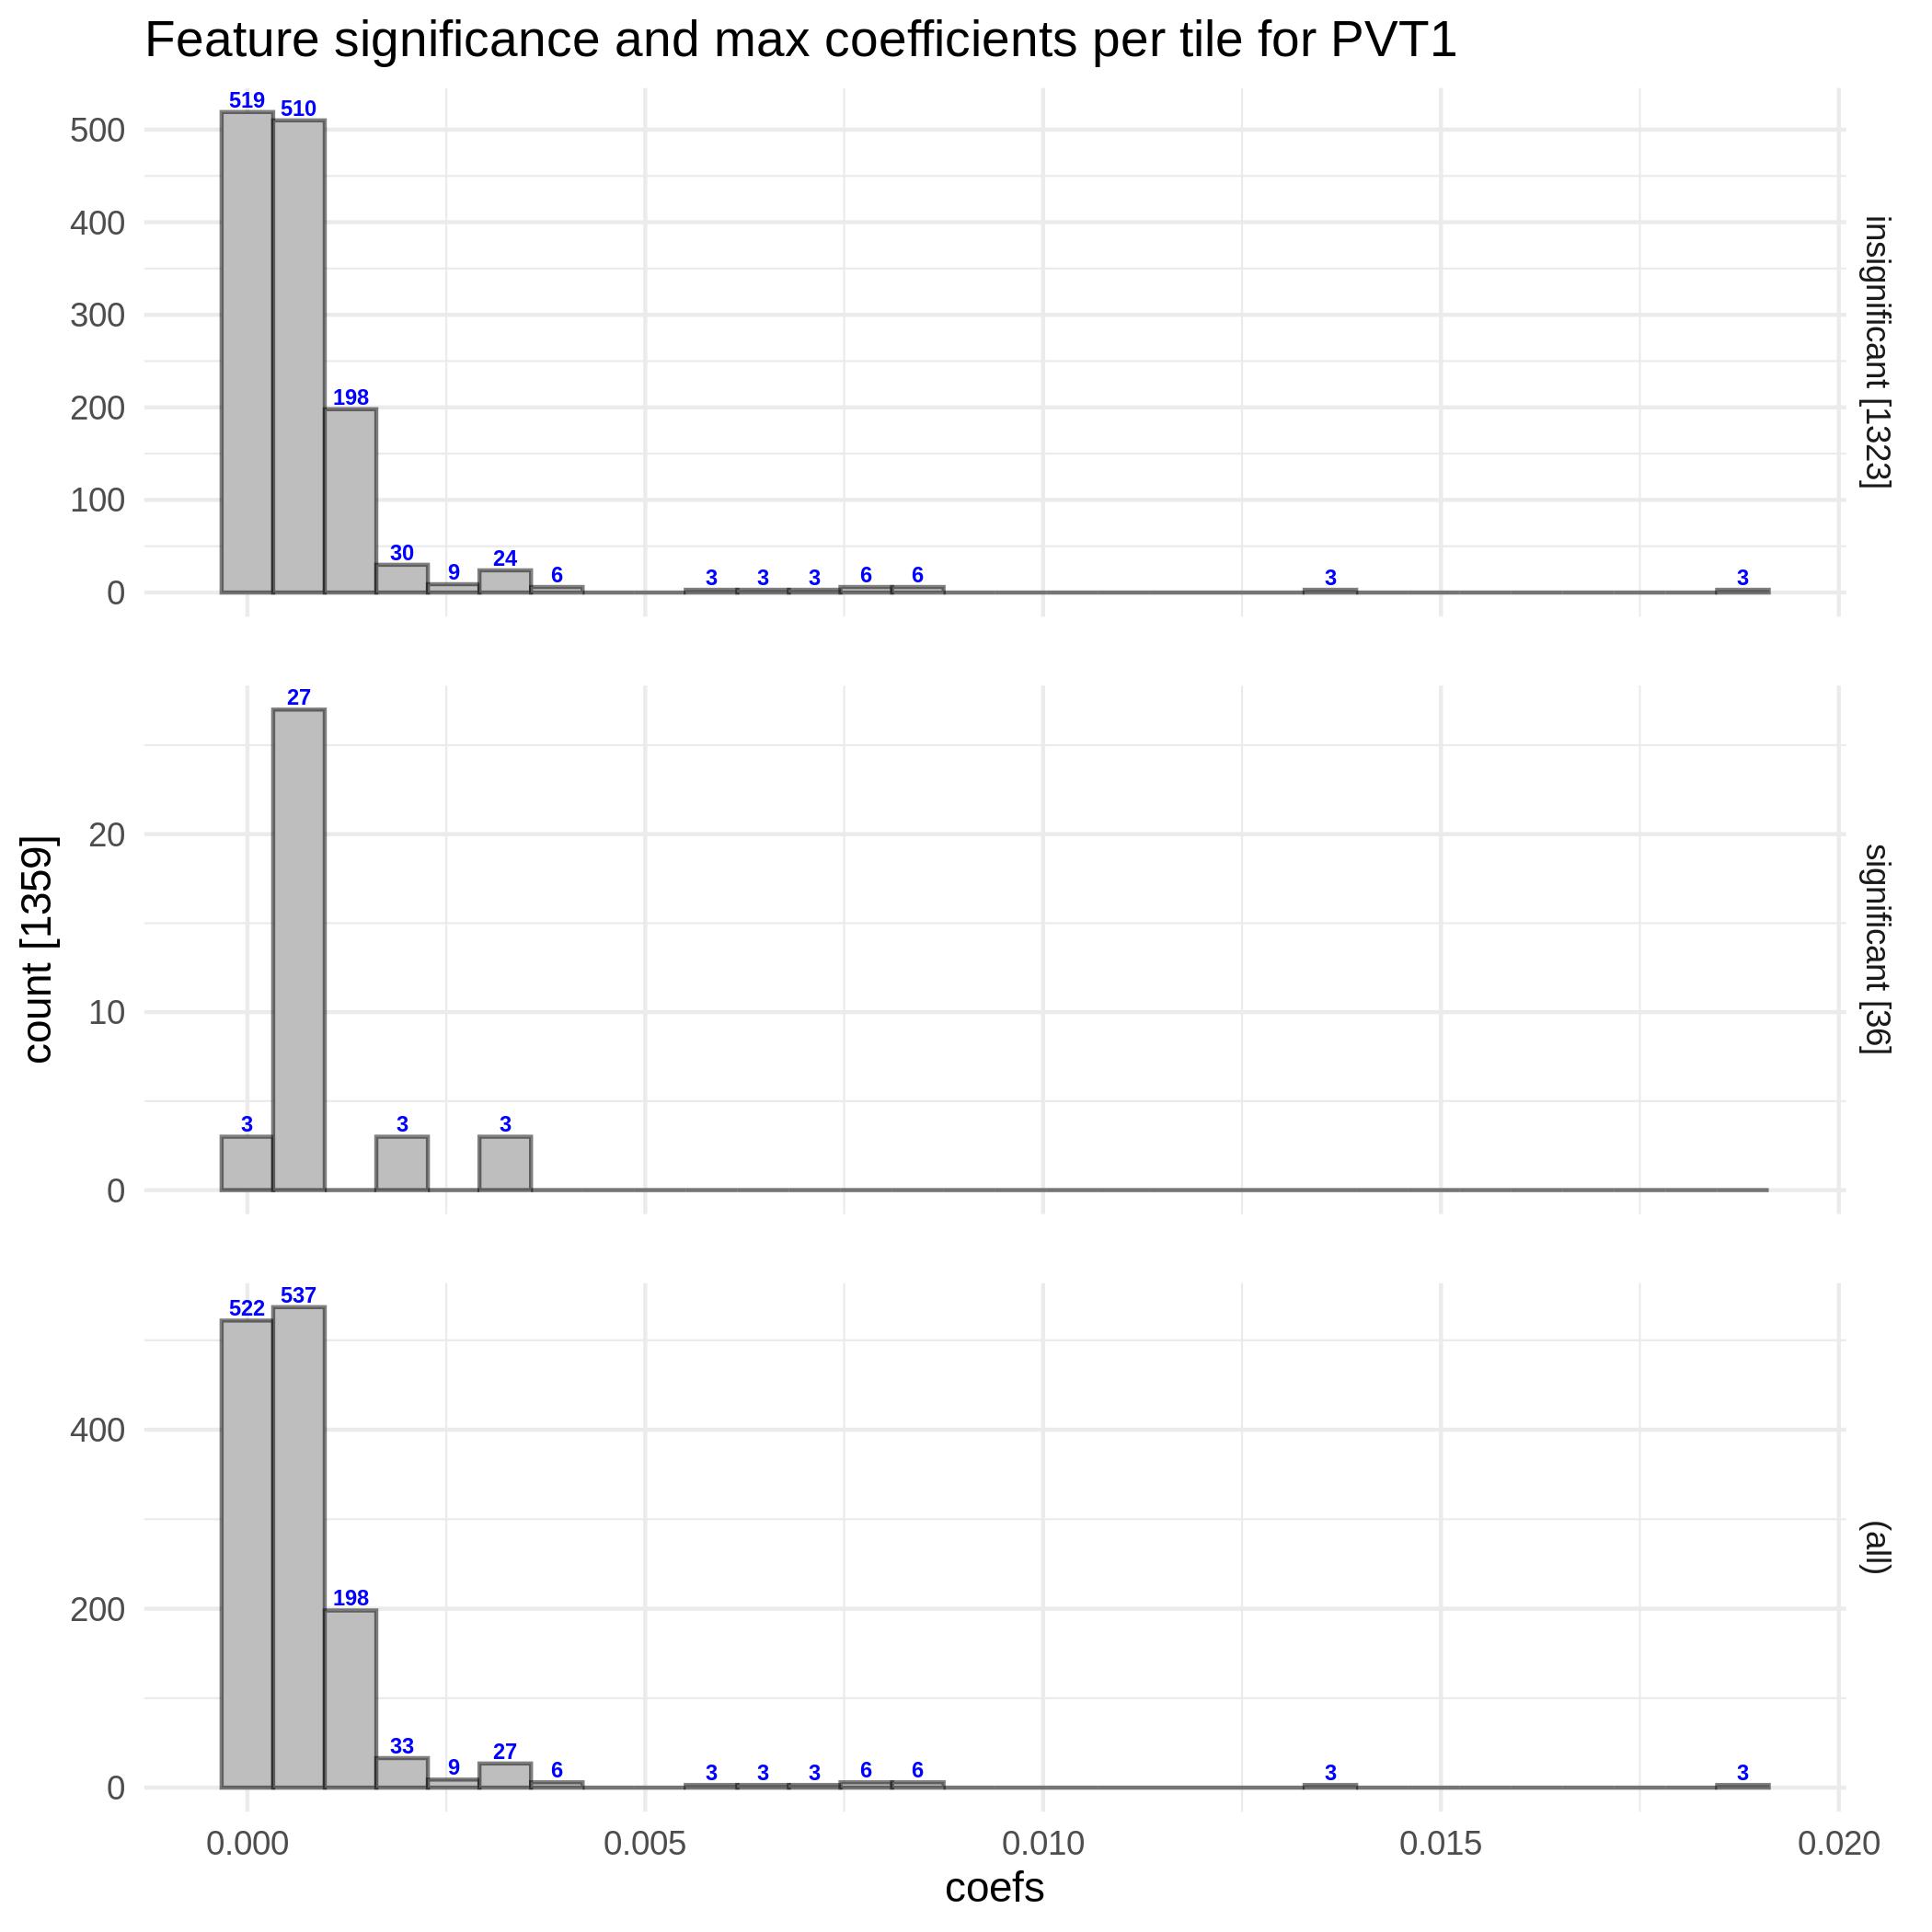 Feature significance and max coefficients per tile for PVT1
519 510 198 30 9 24 6 3 3 3 6 6 3 3
500
400
300
200
100
0
insignificant [1323]
27
3 3 3
20
10
0
significant [36]
count [1359]
522 537 198 33 9 27 6 3 3 3 6 6 3 3
400
200
0
(all)
0.000 0.005 0.010 0.015 0.020
coefs